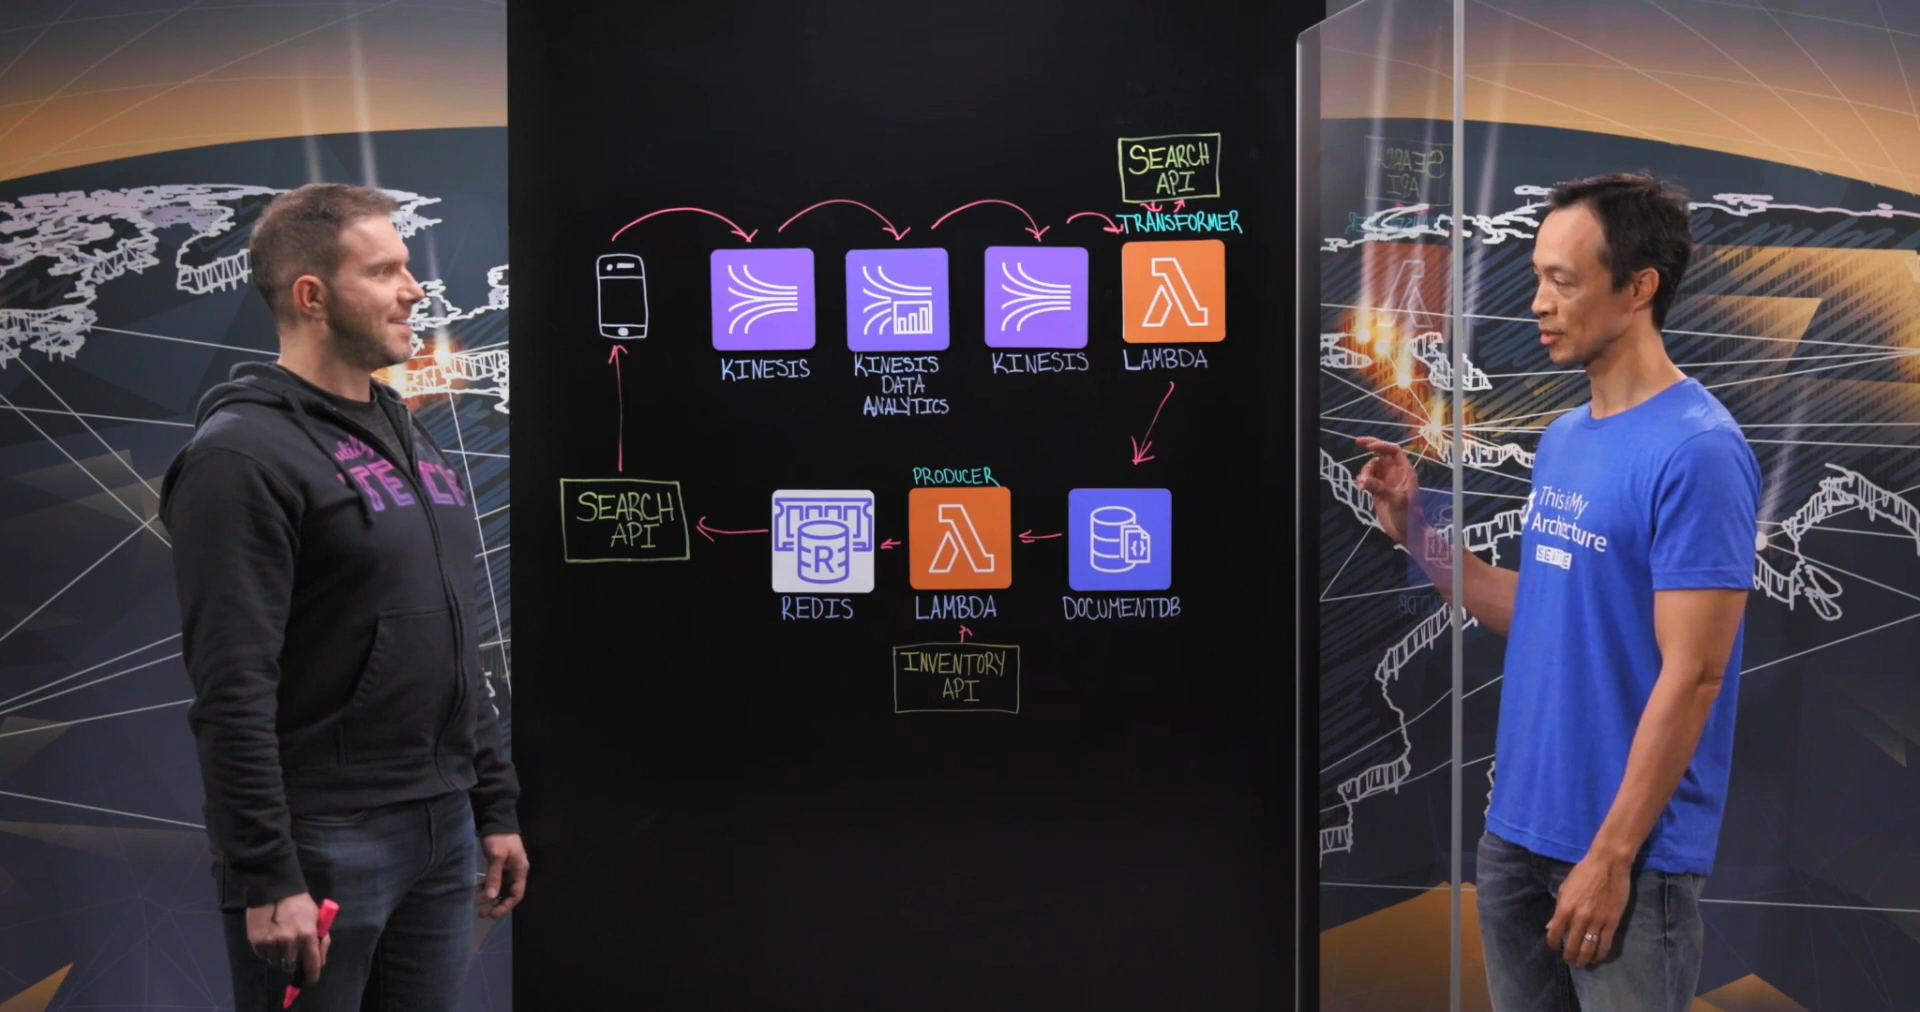 SEARCH
API
TRANSFORMER
KINESIS
KINESIS
DATA
ANALYTICS
KINESIS
LAMBDA
SEARCH
API
PRODUCER
R
REDIS
LAMBDA
DOCUMENTDB
INVENTORY
API
This is My
Architecture
SEATTLE